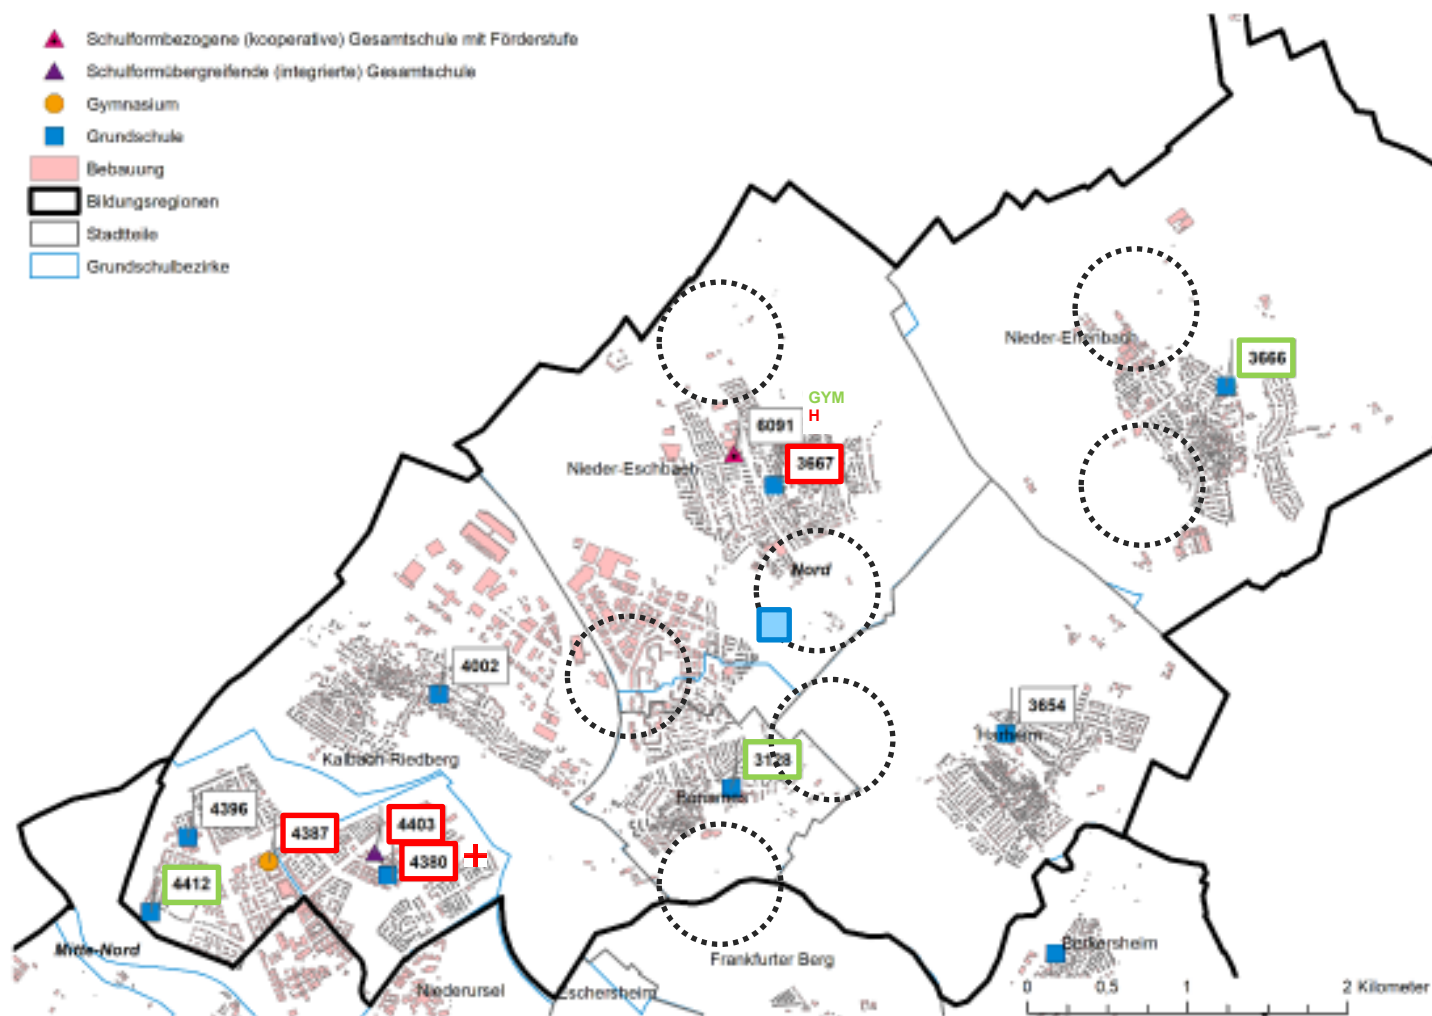 Schulformbezogene (kooperative) Gesamtschule mit Förderstufe
Schulformübergreifende (integrierte) Gesamtschule
Gymnasium
Grundschule
Bebauung
Bildungsregionen
Stadtteile
Grundschulbezirke
Nieder-Erlenbach
3666
GYM
H
6091
3667
Nieder-Eschbach
Nord
4002
3654
Harheim
Kalbach-Riedberg
3128
Bonames
4396
4387
4403
4380
4412
Mitte-Nord
Niederursel
Eschersheim
Frankfurter Berg
Berkersheim
0 0,5 1 2 Kilometer